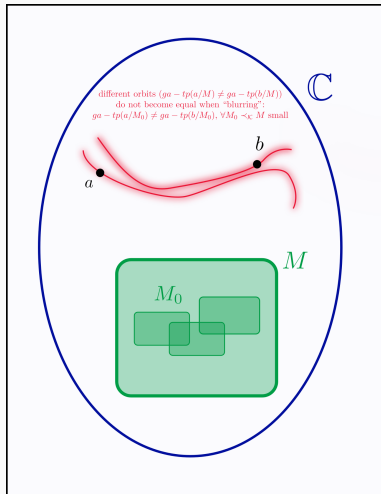 ℂ
different orbits (ga − tp(a/M) ≠ ga − tp(b/M))
do not become equal when “blurring”:
ga − tp(a/M₀) ≠ ga − tp(b/M₀), ∀M₀ ≺_𝒦 M small
b
a
M
M₀